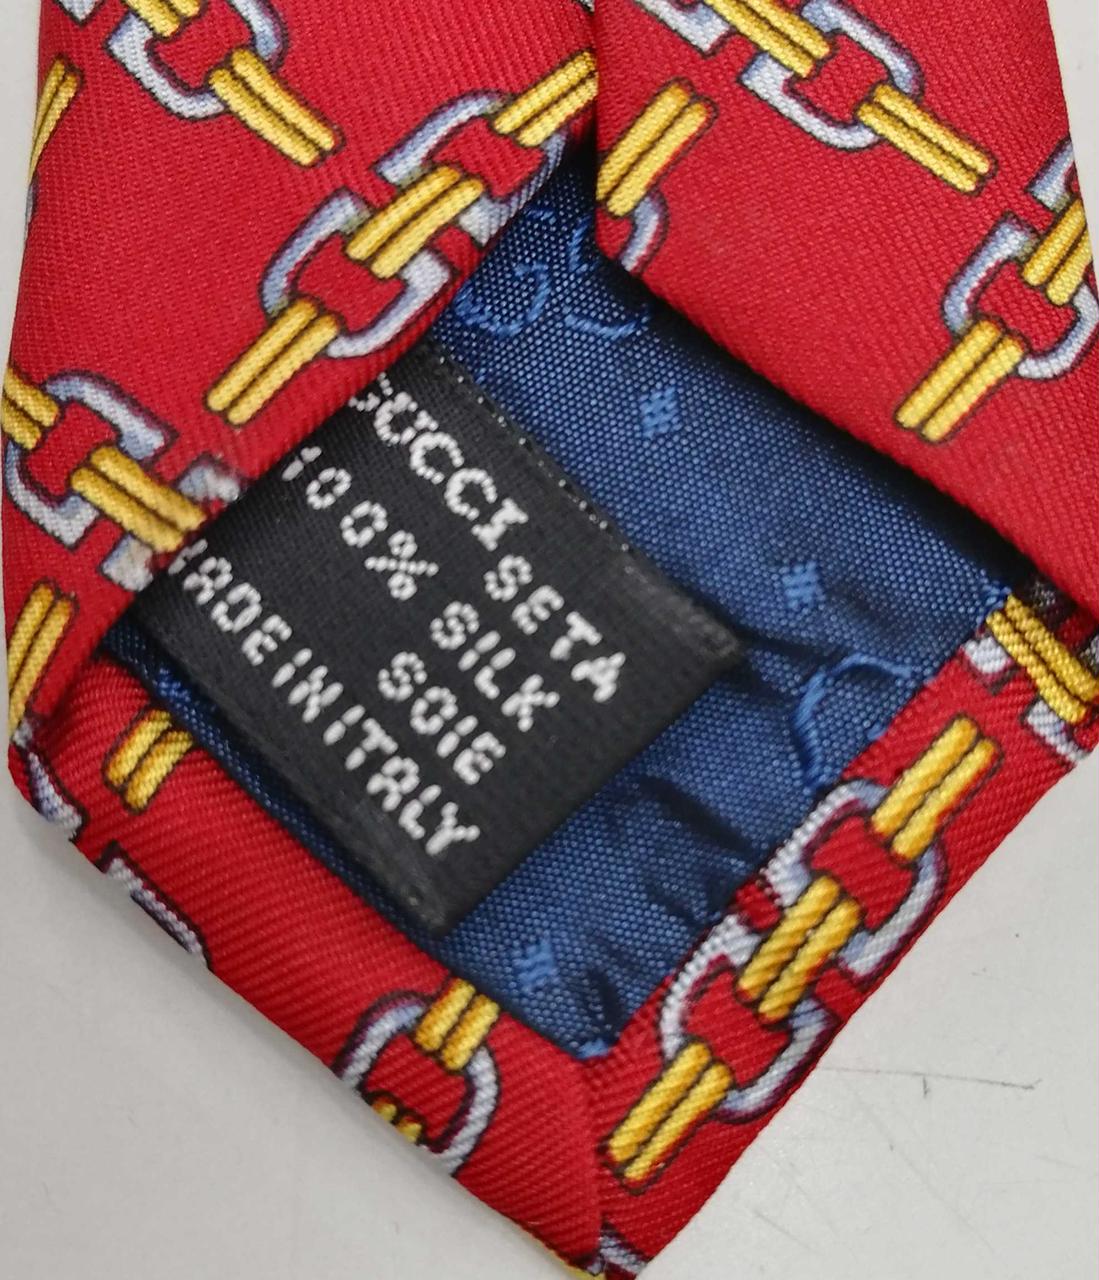 GUCCI SETA
100% SILK
SOIE
MADE IN ITALY